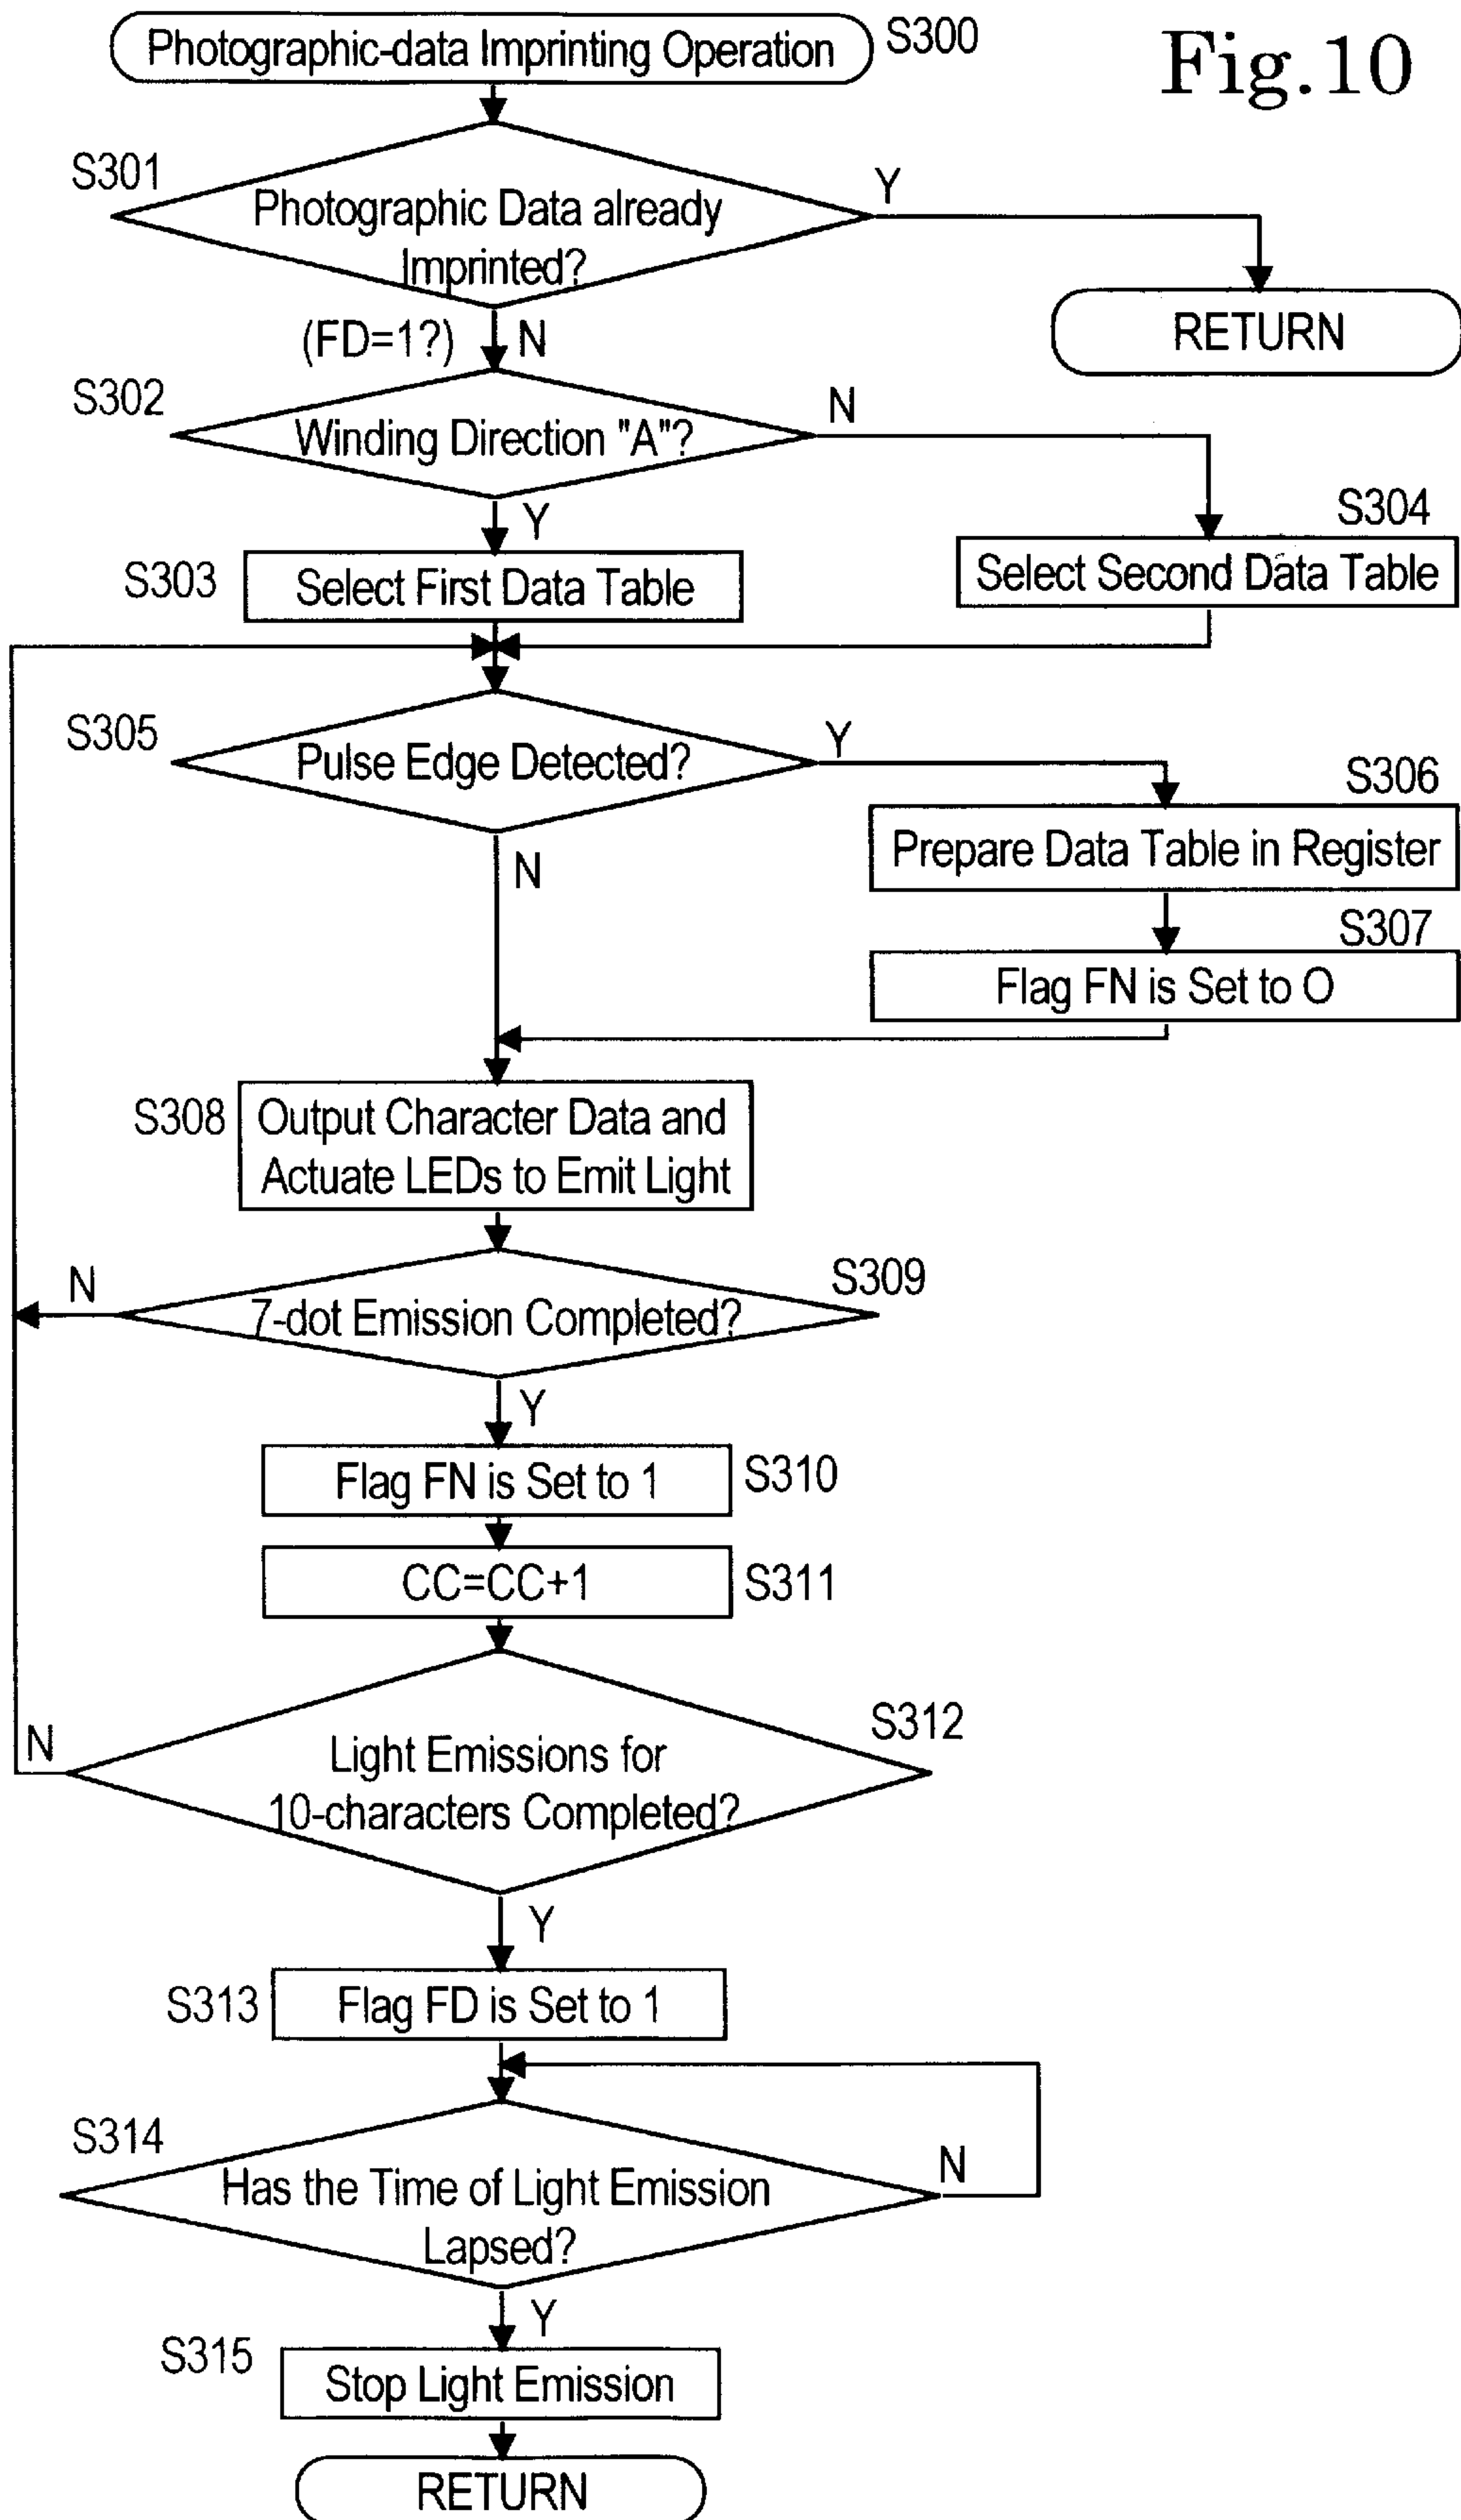 Photographic-data Imprinting Operation
S300
Fig.10
S301
Photographic Data already
Imprinted?
Y
RETURN
(FD=1?)
N
S302
Winding Direction "A"?
N
Y
S303
Select First Data Table
S304
Select Second Data Table
S305
Pulse Edge Detected?
Y
S306
Prepare Data Table in Register
N
S307
Flag FN is Set to O
S308
Output Character Data and
Actuate LEDs to Emit Light
N
S309
7-dot Emission Completed?
Y
Flag FN is Set to 1
S310
CC=CC+1
S311
S312
N
Light Emissions for
10-characters Completed?
Y
S313
Flag FD is Set to 1
S314
N
Has the Time of Light Emission
Lapsed?
Y
S315
Stop Light Emission
RETURN